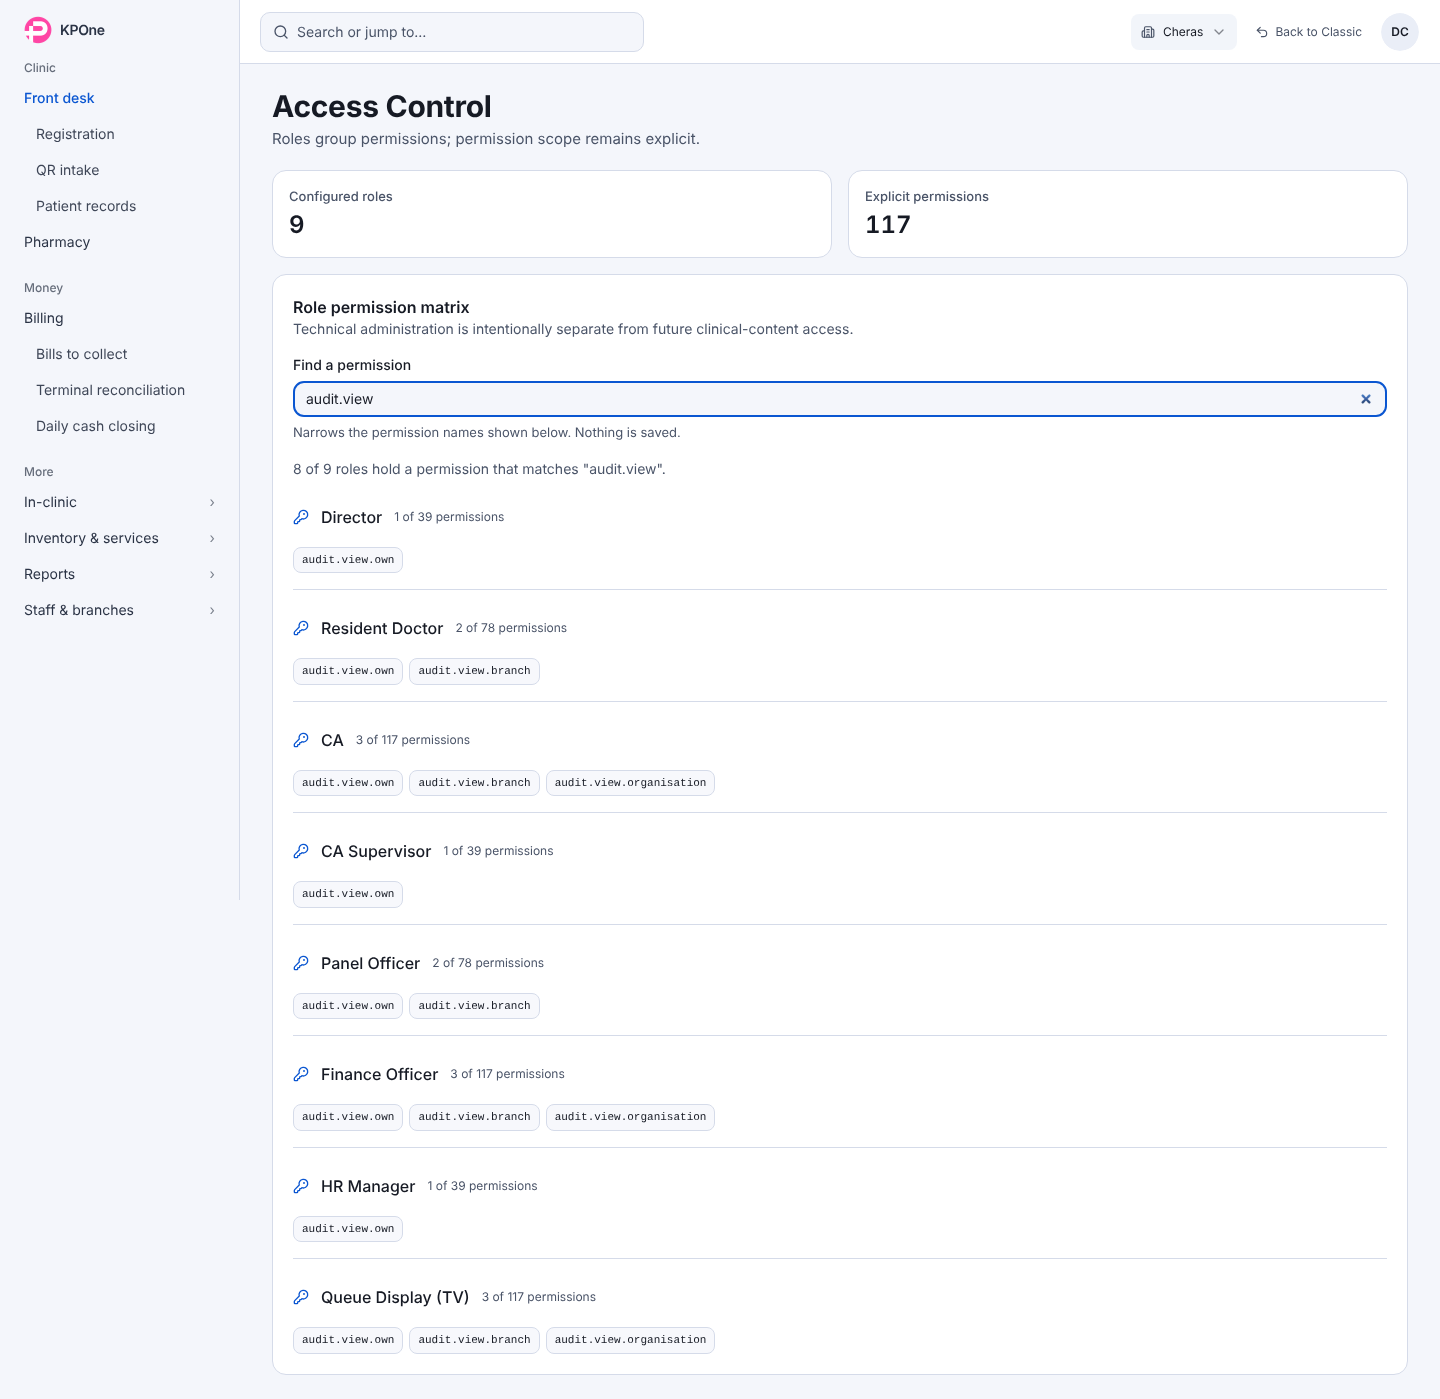 KPOne
Clinic
Front desk
Registration
QR intake
Patient records
Pharmacy
Money
Billing
Bills to collect
Terminal reconciliation
Daily cash closing
More
In-clinic
Inventory & services
Reports
Staff & branches
Search or jump to...
Cheras
Back to Classic
DC
Access Control
Roles group permissions; permission scope remains explicit.
Configured roles
9
Explicit permissions
117
Role permission matrix
Technical administration is intentionally separate from future clinical-content access.
Find a permission
audit.view
Narrows the permission names shown below. Nothing is saved.
8 of 9 roles hold a permission that matches "audit.view".
Director 1 of 39 permissions
audit.view.own
Resident Doctor 2 of 78 permissions
audit.view.own audit.view.branch
CA 3 of 117 permissions
audit.view.own audit.view.branch audit.view.organisation
CA Supervisor 1 of 39 permissions
audit.view.own
Panel Officer 2 of 78 permissions
audit.view.own audit.view.branch
Finance Officer 3 of 117 permissions
audit.view.own audit.view.branch audit.view.organisation
HR Manager 1 of 39 permissions
audit.view.own
Queue Display (TV) 3 of 117 permissions
audit.view.own audit.view.branch audit.view.organisation